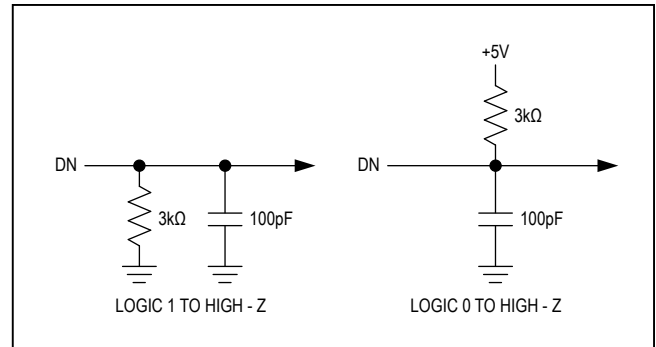 +5V
3kΩ
DN
DN
3kΩ
100pF
100pF
LOGIC 1 TO HIGH - Z
LOGIC 0 TO HIGH - Z